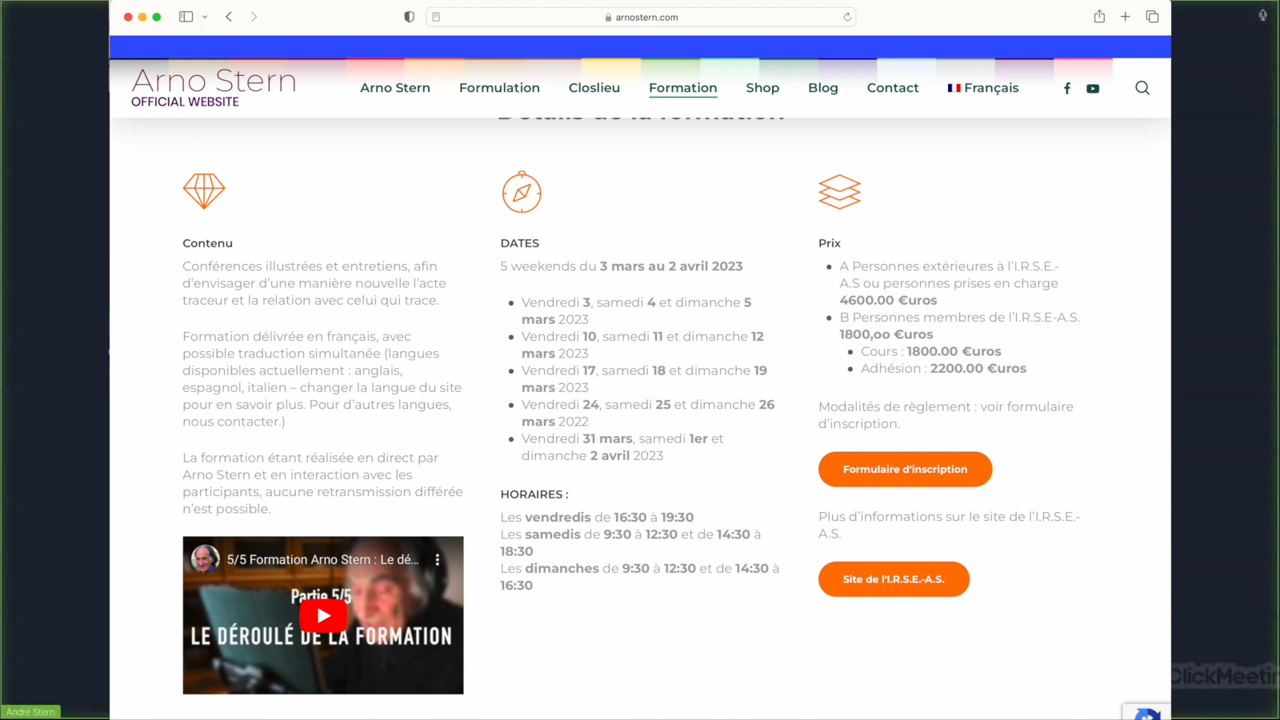 arnostern.com
Arno Stern
OFFICIAL WEBSITE
Arno Stern
Formulation
Closlieu
Formation
Shop
Blog
Contact
Français
Détails de la formation
Contenu
Conférences illustrées et entretiens, afin
d'envisager d'une manière nouvelle l'acte
traceur et la relation avec celui qui trace.
Formation délivrée en français, avec
possible traduction simultanée (langues
disponibles actuellement : anglais,
espagnol, italien – changer la langue du site
pour en savoir plus. Pour d'autres langues,
nous contacter.)
La formation étant réalisée en direct par
Arno Stern et en interaction avec les
participants, aucune retransmission différée
n'est possible.
5/5 Formation Arno Stern : Le dé...
Partie 5/5
LE DÉROULÉ DE LA FORMATION
DATES
5 weekends du 3 mars au 2 avril 2023
Vendredi 3, samedi 4 et dimanche 5
mars 2023
Vendredi 10, samedi 11 et dimanche 12
mars 2023
Vendredi 17, samedi 18 et dimanche 19
mars 2023
Vendredi 24, samedi 25 et dimanche 26
mars 2022
Vendredi 31 mars, samedi 1er et
dimanche 2 avril 2023
HORAIRES :
Les vendredis de 16:30 à 19:30
Les samedis de 9:30 à 12:30 et de 14:30 à
18:30
Les dimanches de 9:30 à 12:30 et de 14:30 à
16:30
Prix
A Personnes extérieures à l'I.R.S.E.-
A.S ou personnes prises en charge
4600.00 €uros
B Personnes membres de l'I.R.S.E-A.S.
1800,oo €uros
Cours : 1800.00 €uros
Adhésion : 2200.00 €uros
Modalités de règlement : voir formulaire
d'inscription.
Formulaire d'inscription
Plus d'informations sur le site de l'I.R.S.E.-
A.S.
Site de l'I.R.S.E.-A.S.
ClickMeetin
André Stern